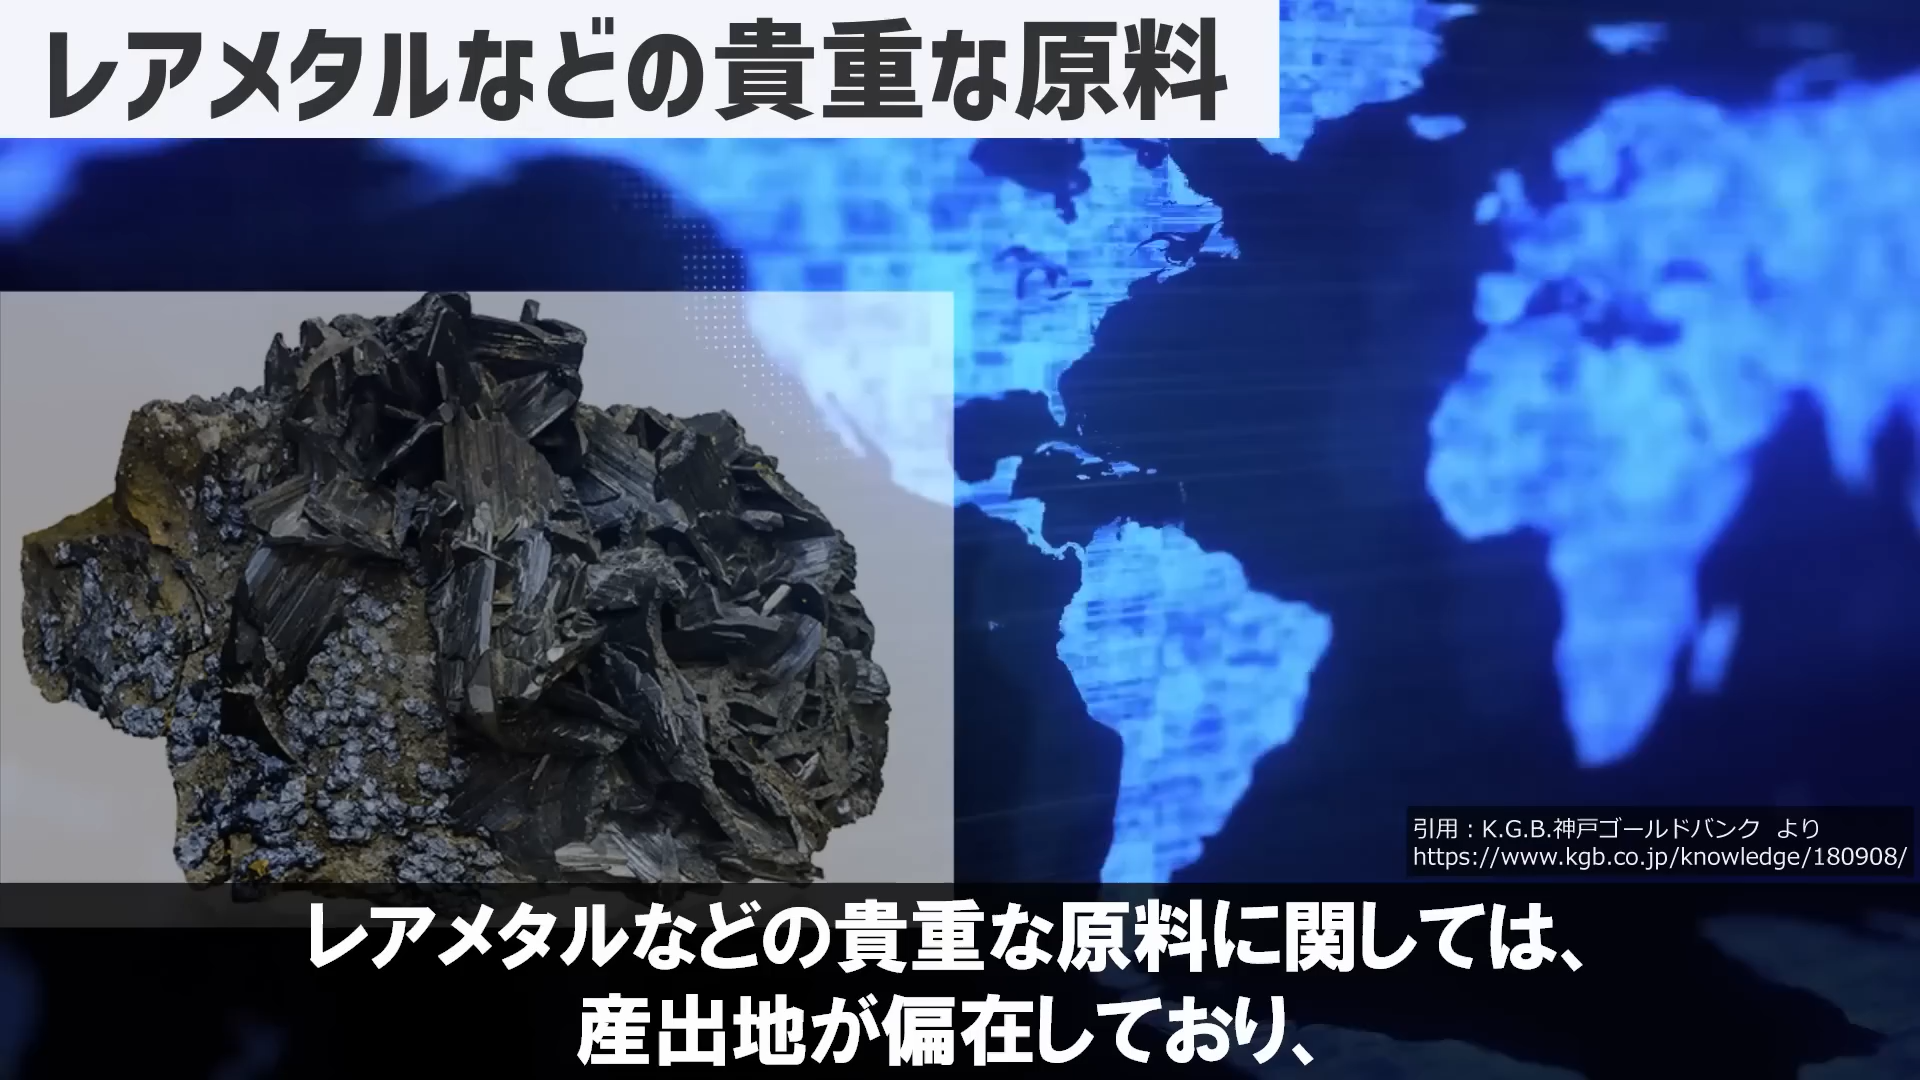 レアメタルなどの貴重な原料
引用：K.G.B.神戸ゴールドバンク　より
https://www.kgb.co.jp/knowledge/180908/
レアメタルなどの貴重な原料に関しては、
産出地が偏在しており、